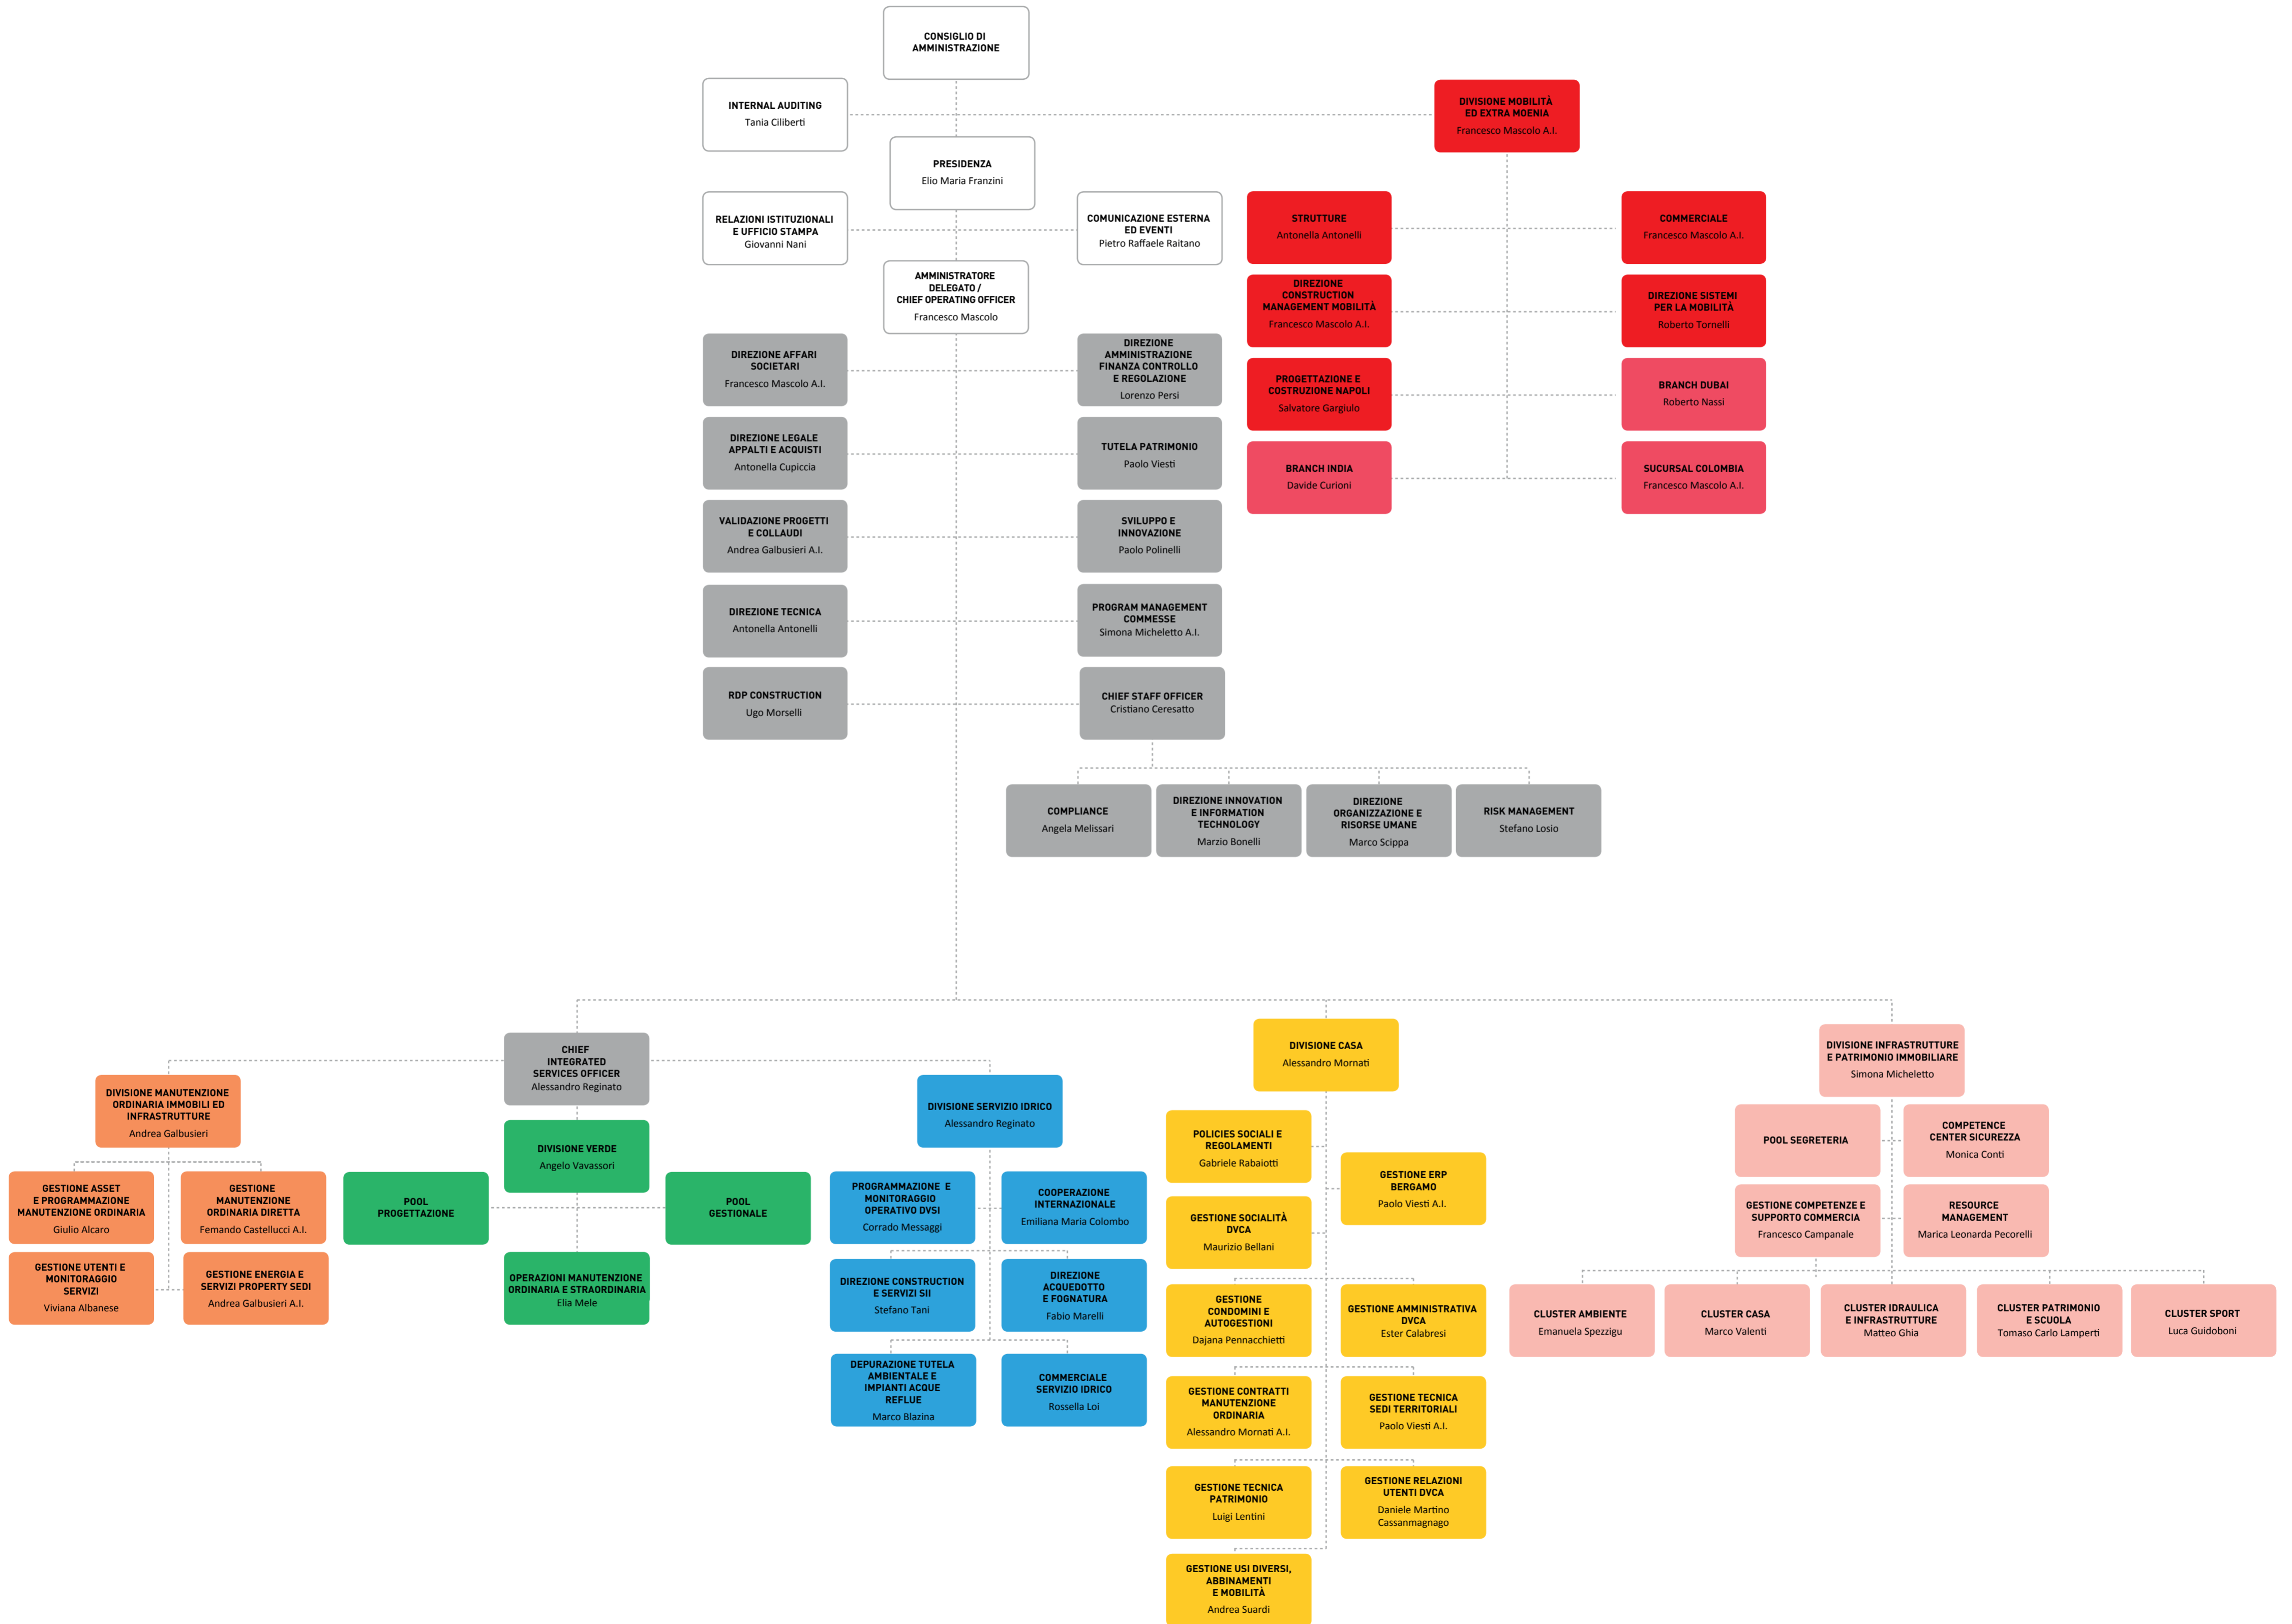 CONSIGLIO DI
AMMINISTRAZIONE
INTERNAL AUDITING
Tania Ciliberti
DIVISIONE MOBILITÀ
ED EXTRA MOENIA
Francesco Mascolo A.I.
PRESIDENZA
Elio Maria Franzini
RELAZIONI ISTITUZIONALI
E UFFICIO STAMPA
Giovanni Nani
COMUNICAZIONE ESTERNA
ED EVENTI
Pietro Raffaele Raitano
STRUTTURE
Antonella Antonelli
COMMERCIALE
Francesco Mascolo A.I.
AMMINISTRATORE
DELEGATO /
CHIEF OPERATING OFFICER
Francesco Mascolo
DIREZIONE
CONSTRUCTION
MANAGEMENT MOBILITÀ
Francesco Mascolo A.I.
DIREZIONE SISTEMI
PER LA MOBILITÀ
Roberto Tornelli
DIREZIONE AFFARI
SOCIETARI
Francesco Mascolo A.I.
DIREZIONE
AMMINISTRAZIONE
FINANZA CONTROLLO
E REGOLAZIONE
Lorenzo Persi
PROGETTAZIONE E
COSTRUZIONE NAPOLI
Salvatore Gargiulo
BRANCH DUBAI
Roberto Nassi
DIREZIONE LEGALE
APPALTI E ACQUISTI
Antonella Cupiccia
TUTELA PATRIMONIO
Paolo Viesti
BRANCH INDIA
Davide Curioni
SUCURSAL COLOMBIA
Francesco Mascolo A.I.
VALIDAZIONE PROGETTI
E COLLAUDI
Andrea Galbusieri A.I.
SVILUPPO E
INNOVAZIONE
Paolo Polinelli
DIREZIONE TECNICA
Antonella Antonelli
PROGRAM MANAGEMENT
COMMESSE
Simona Micheletto A.I.
RDP CONSTRUCTION
Ugo Morselli
CHIEF STAFF OFFICER
Cristiano Ceresatto
COMPLIANCE
Angela Melissari
DIREZIONE INNOVATION
E INFORMATION
TECHNOLOGY
Marzio Bonelli
DIREZIONE
ORGANIZZAZIONE E
RISORSE UMANE
Marco Scippa
RISK MANAGEMENT
Stefano Losio
CHIEF
INTEGRATED
SERVICES OFFICER
Alessandro Reginato
DIVISIONE CASA
Alessandro Mornati
DIVISIONE INFRASTRUTTURE
E PATRIMONIO IMMOBILIARE
Simona Micheletto
DIVISIONE MANUTENZIONE
ORDINARIA IMMOBILI ED
INFRASTRUTTURE
Andrea Galbusieri
DIVISIONE VERDE
Angelo Vavassori
DIVISIONE SERVIZIO IDRICO
Alessandro Reginato
GESTIONE ASSET
E PROGRAMMAZIONE
MANUTENZIONE ORDINARIA
Giulio Alcaro
GESTIONE
MANUTENZIONE
ORDINARIA DIRETTA
Femando Castellucci A.I.
GESTIONE UTENTI E
MONITORAGGIO
SERVIZI
Viviana Albanese
GESTIONE ENERGIA E
SERVIZI PROPERTY SEDI
Andrea Galbusieri A.I.
POOL
PROGETTAZIONE
POOL
GESTIONALE
OPERAZIONI MANUTENZIONE
ORDINARIA E STRAORDINARIA
Elia Mele
PROGRAMMAZIONE E
MONITORAGGIO
OPERATIVO DVSI
Corrado Messaggi
COOPERAZIONE
INTERNAZIONALE
Emiliana Maria Colombo
DIREZIONE CONSTRUCTION
E SERVIZI SII
Stefano Tani
DIREZIONE
ACQUEDOTTO
E FOGNATURA
Fabio Marelli
DEPURAZIONE TUTELA
AMBIENTALE E
IMPIANTI ACQUE
REFLUE
Marco Blazina
COMMERCIALE
SERVIZIO IDRICO
Rossella Loi
POLICIES SOCIALI E
REGOLAMENTI
Gabriele Rabaiotti
GESTIONE ERP
BERGAMO
Paolo Viesti A.I.
GESTIONE SOCIALITÀ
DVCA
Maurizio Bellani
GESTIONE
CONDOMINI E
AUTOGESTIONI
Dajana Pennacchietti
GESTIONE AMMINISTRATIVA
DVCA
Ester Calabresi
GESTIONE CONTRATTI
MANUTENZIONE
ORDINARIA
Alessandro Mornati A.I.
GESTIONE TECNICA
SEDI TERRITORIALI
Paolo Viesti A.I.
GESTIONE TECNICA
PATRIMONIO
Luigi Lentini
GESTIONE RELAZIONI
UTENTI DVCA
Daniele Martino
Cassanmagnago
GESTIONE USI DIVERSI,
ABBINAMENTI
E MOBILITÀ
Andrea Suardi
POOL SEGRETERIA
COMPETENCE
CENTER SICUREZZA
Monica Conti
GESTIONE COMPETENZE E
SUPPORTO COMMERCIA
Francesco Campanale
RESOURCE
MANAGEMENT
Marica Leonarda Pecorelli
CLUSTER AMBIENTE
Emanuela Spezzigu
CLUSTER CASA
Marco Valenti
CLUSTER IDRAULICA
E INFRASTRUTTURE
Matteo Ghia
CLUSTER PATRIMONIO
E SCUOLA
Tomaso Carlo Lamperti
CLUSTER SPORT
Luca Guidoboni